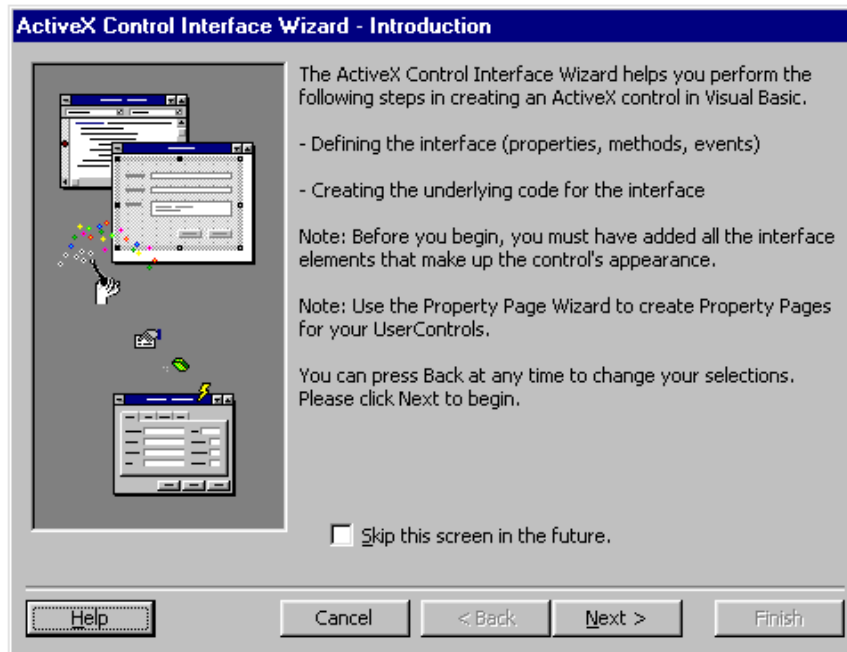 ActiveX Control Interface Wizard - Introduction
The ActiveX Control Interface Wizard helps you perform the
following steps in creating an ActiveX control in Visual Basic.
- Defining the interface (properties, methods, events)
- Creating the underlying code for the interface
Note: Before you begin, you must have added all the interface
elements that make up the control's appearance.
Note: Use the Property Page Wizard to create Property Pages
for your UserControls.
You can press Back at any time to change your selections.
Please click Next to begin.
Skip this screen in the future.
Help Cancel < Back Next > Finish